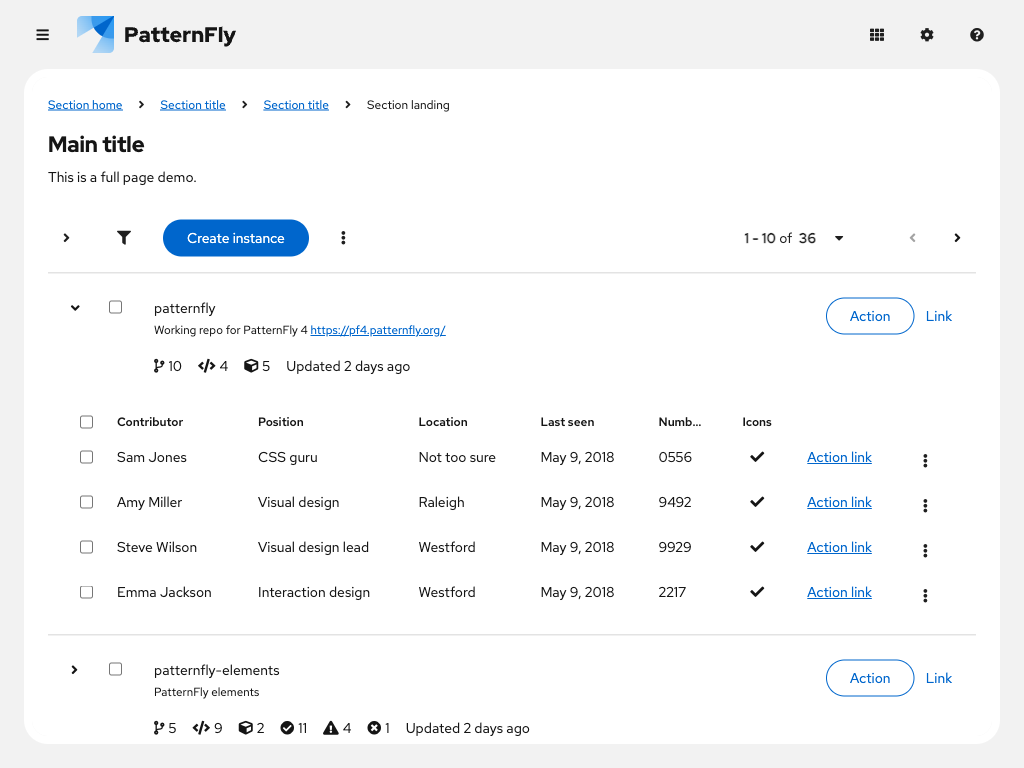 PatternFly
Section home Section title Section title Section landing
Main title
This is a full page demo.
Create instance 1 - 10 of 36
patternfly Action Link
Working repo for PatternFly 4 https://pf4.patternfly.org/
10 4 5 Updated 2 days ago
Contributor Position Location Last seen Numb... Icons
Sam Jones CSS guru Not too sure May 9, 2018 0556 Action link
Amy Miller Visual design Raleigh May 9, 2018 9492 Action link
Steve Wilson Visual design lead Westford May 9, 2018 9929 Action link
Emma Jackson Interaction design Westford May 9, 2018 2217 Action link
patternfly-elements Action Link
PatternFly elements
5 9 2 11 4 1 Updated 2 days ago